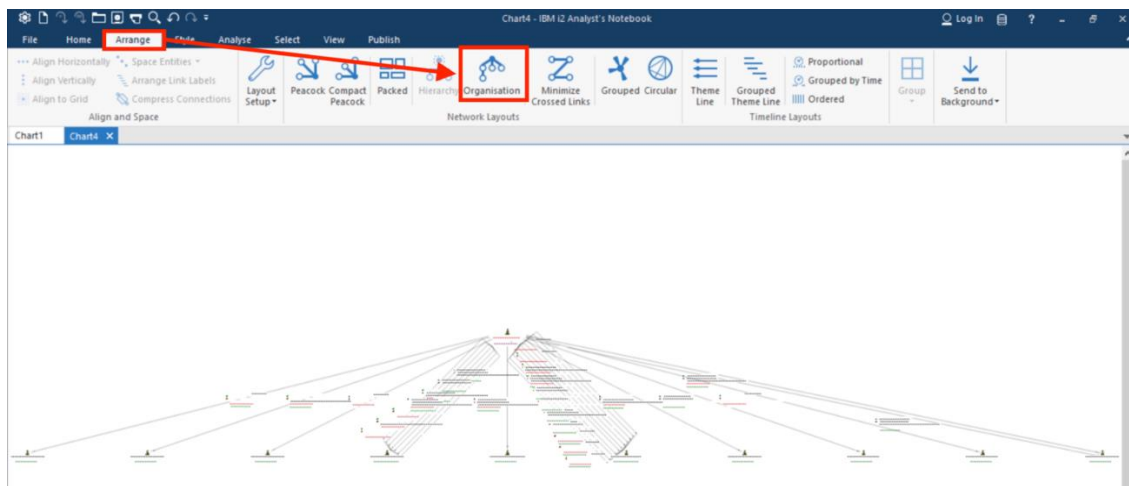 Chart4 - IBM i2 Analyst's Notebook
Log In
?
File Home Arrange Style Analyse Select View Publish
Align Horizontally
Space Entities
Align Vertically
Arrange Link Labels
Align to Grid
Compress Connections
Align and Space
Layout
Setup
Peacock
Compact
Peacock
Packed
Hierarchy
Organisation
Minimize
Crossed Links
Grouped
Circular
Network Layouts
Theme
Line
Grouped
Theme Line
Proportional
Grouped by Time
Ordered
Timeline Layouts
Group
Send to
Background
Chart1
Chart4 X